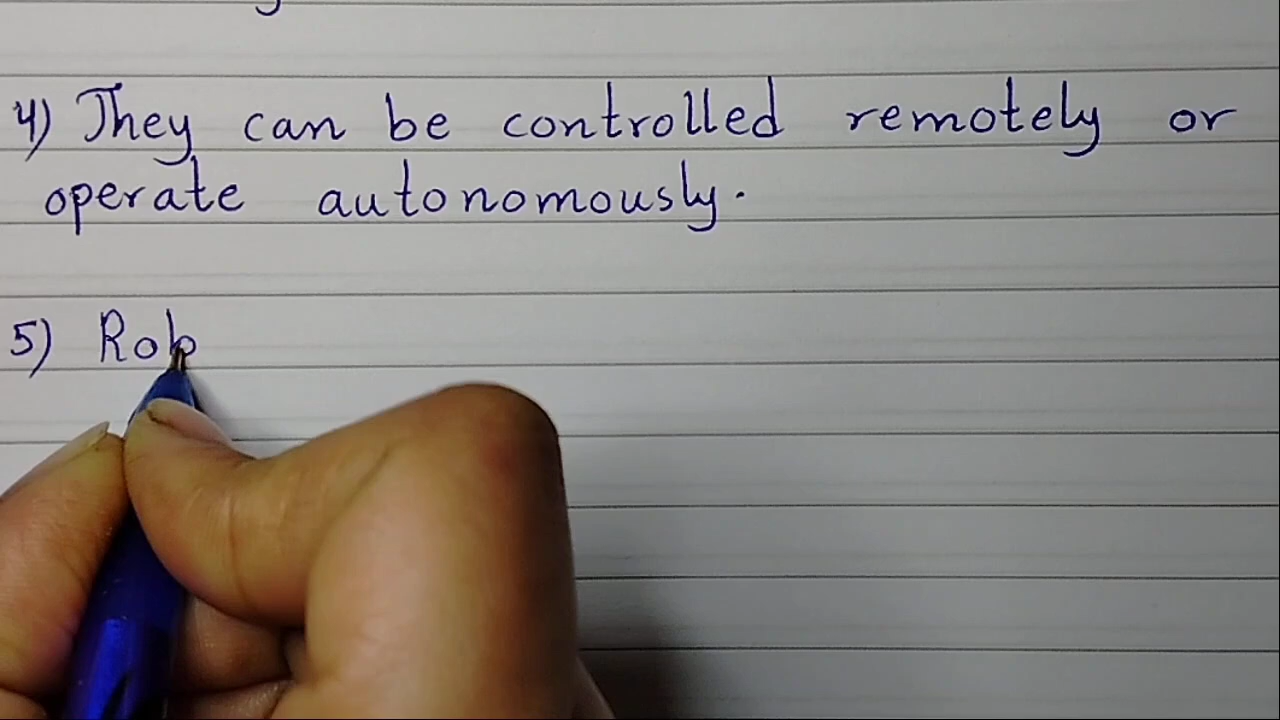 4) They can be controlled remotely or
operate autonomously.
5) Rob